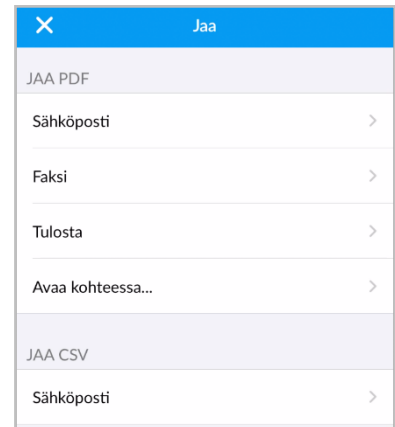 Jaa
JAA PDF
Sähköposti
Faksi
Tulosta
Avaa kohteessa...
JAA CSV
Sähköposti